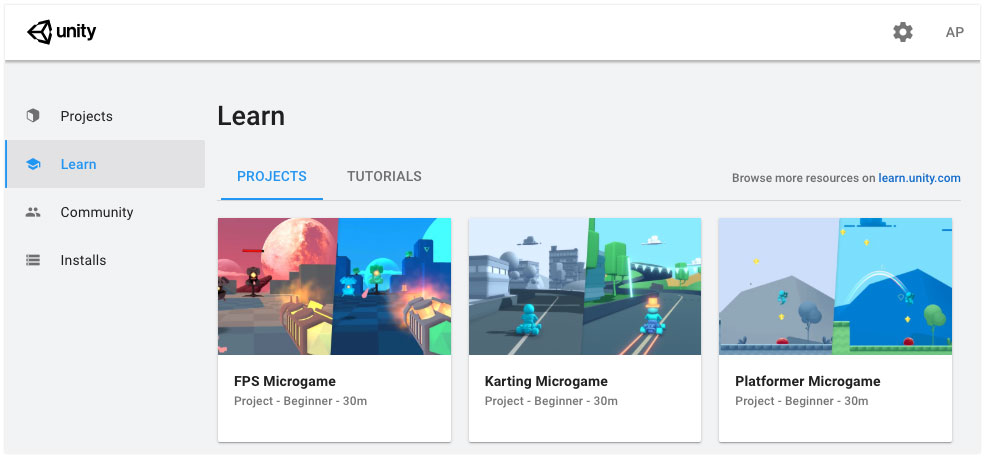 unity
AP
Projects
Learn
Community
Installs
Learn
PROJECTS TUTORIALS
Browse more resources on learn.unity.com
FPS Microgame
Project - Beginner - 30m
Karting Microgame
Project - Beginner - 30m
Platformer Microgame
Project - Beginner - 30m